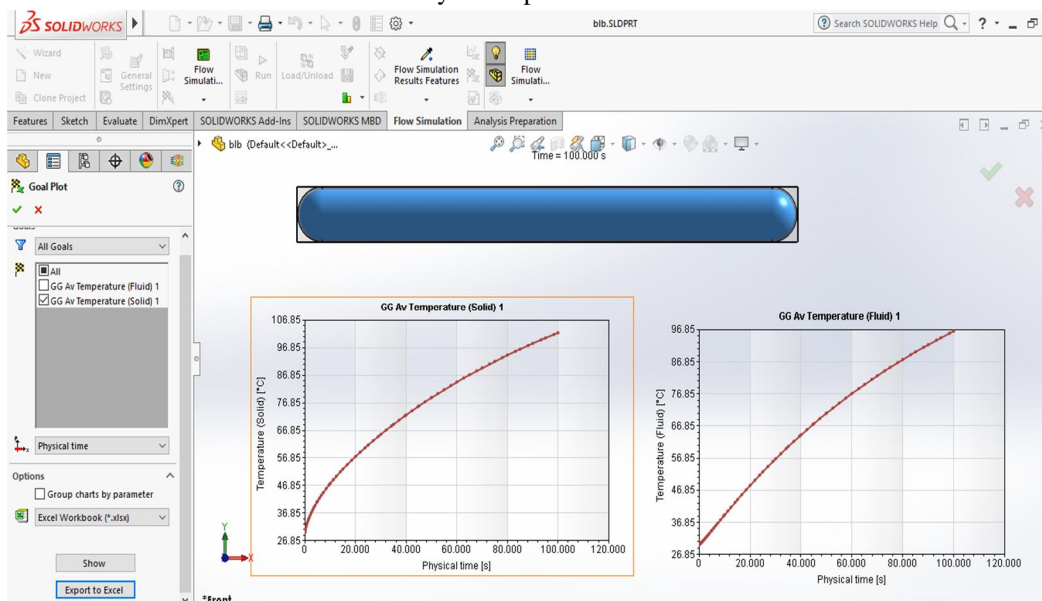 SOLIDWORKS
blb.SLDPRT
Search SOLIDWORKS Help
?
Wizard
New
Clone Project
General Settings
Flow Simulati...
Run
Load/Unload
Flow Simulation Results Features
Flow Simulati...
Features
Sketch
Evaluate
DimXpert
SOLIDWORKS Add-Ins
SOLIDWORKS MBD
Flow Simulation
Analysis Preparation
blb (Default<<Default>_...
Time = 100.000 s
Goal Plot
All Goals
All
GG Av Temperature (Fluid) 1
GG Av Temperature (Solid) 1
Physical time
Options
Group charts by parameter
Excel Workbook (*.xlsx)
Show
Export to Excel
GG Av Temperature (Solid) 1
106.85
96.85
86.85
76.85
66.85
56.85
46.85
36.85
26.85
Temperature (Solid) [°C]
0 20.000 40.000 60.000 80.000 100.000 120.000
Physical time [s]
GG Av Temperature (Fluid) 1
96.85
86.85
76.85
66.85
56.85
46.85
36.85
26.85
Temperature (Fluid) [°C]
0 20.000 40.000 60.000 80.000 100.000 120.000
Physical time [s]
Y
X
*Front